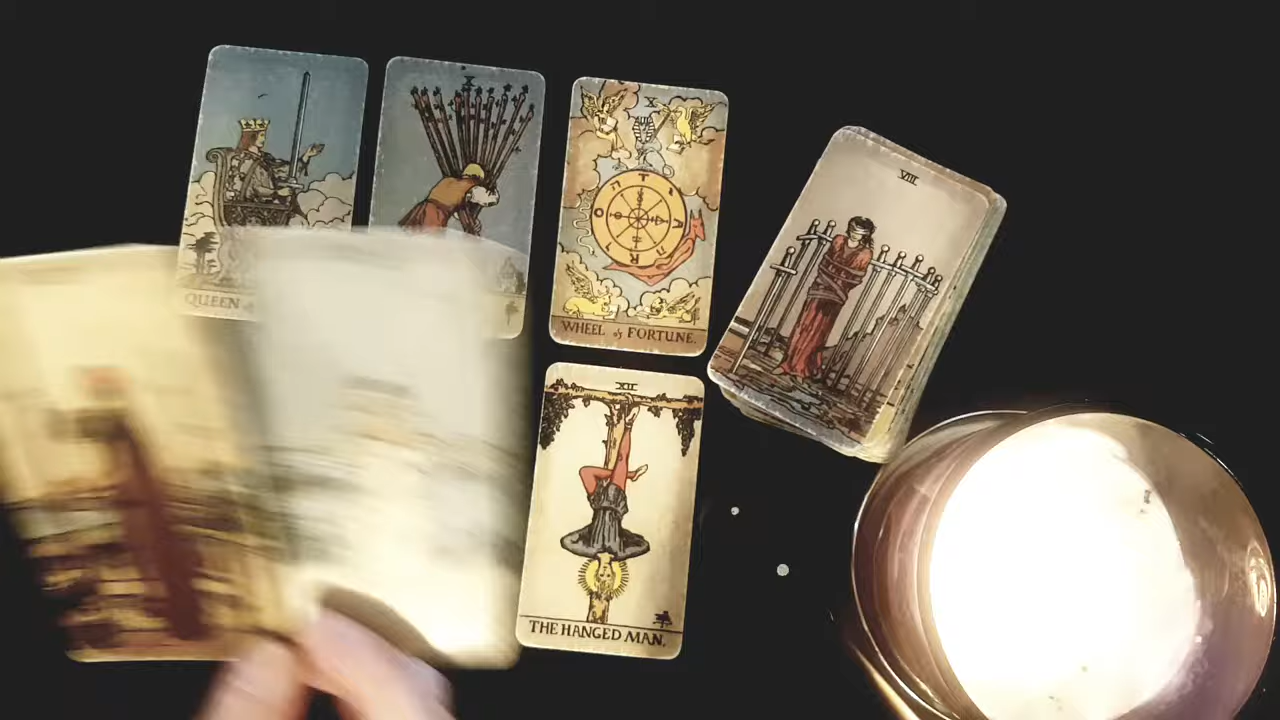 QUEEN
X
X
WHEEL of FORTUNE.
VIII
XII
THE HANGED MAN.